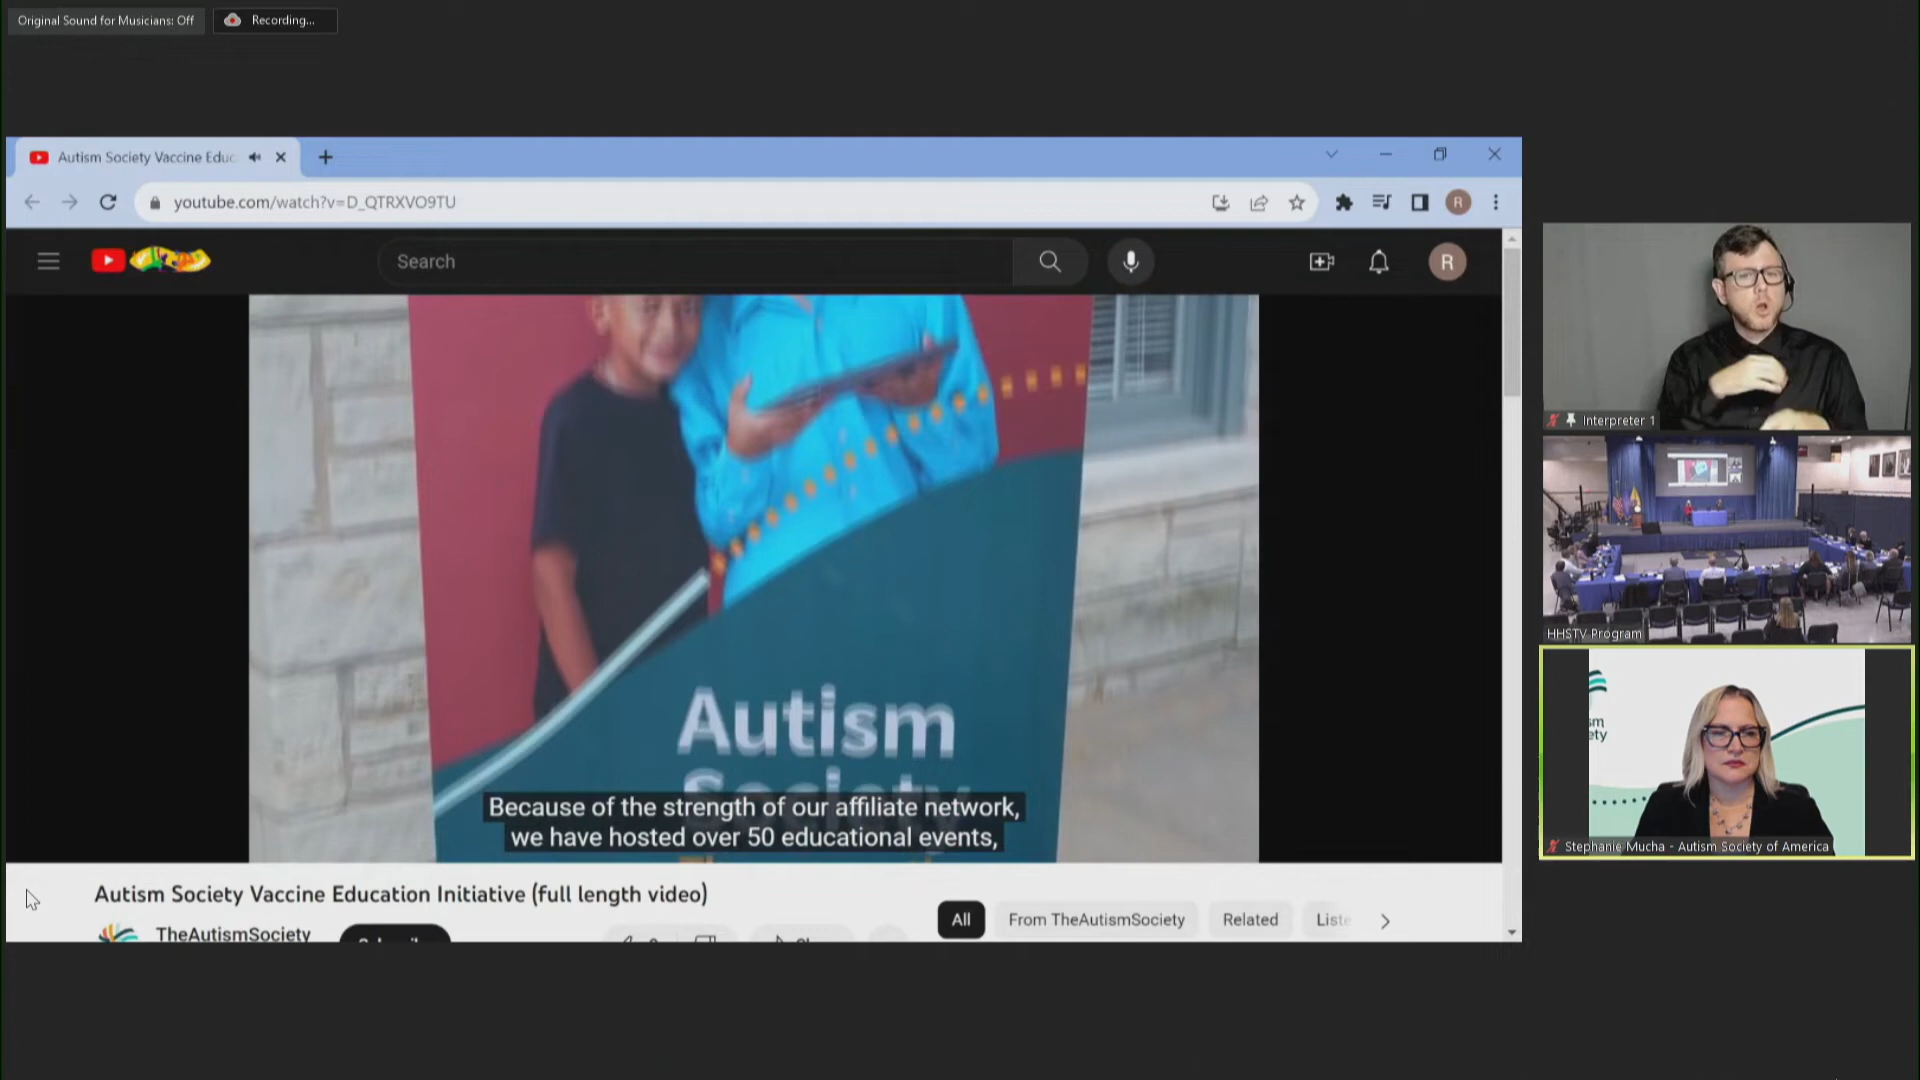 Original Sound for Musicians: Off
Recording...
Autism Society Vaccine Educ
youtube.com/watch?v=D_QTRXVO9TU
R
Search
R
Autism
Society
Because of the strength of our affiliate network,
we have hosted over 50 educational events,
Autism Society Vaccine Education Initiative (full length video)
TheAutismSociety
All
From TheAutismSociety
Related
Liste
Interpreter 1
HHSTV Program
Stephanie Mucha - Autism Society of America